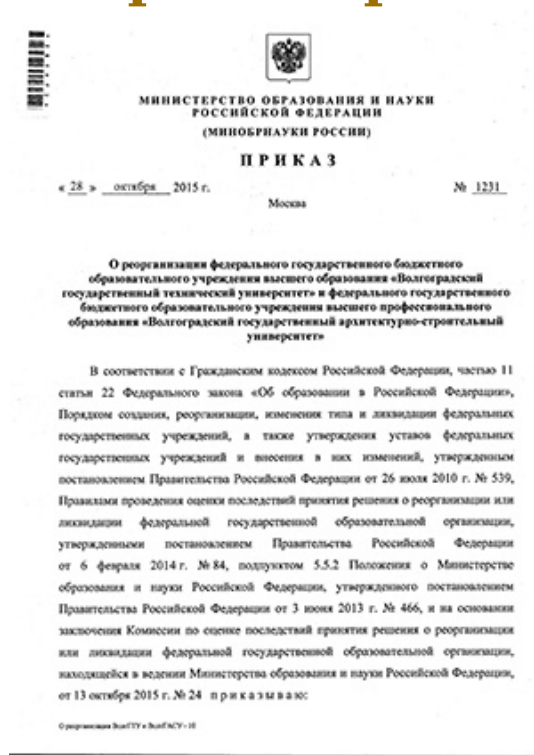 МИНИСТЕРСТВО ОБРАЗОВАНИЯ И НАУКИ
РОССИЙСКОЙ ФЕДЕРАЦИИ
(МИНОБРНАУКИ РОССИИ)
ПРИКАЗ
« 28 » октября 2015 г. № 1231
Москва
О реорганизации федерального государственного бюджетного
образовательного учреждения высшего образования «Волгоградский
государственный технический университет» и федерального государственного
бюджетного образовательного учреждения высшего профессионального
образования «Волгоградский государственный архитектурно-строительный
университет»
В соответствии с Гражданским кодексом Российской Федерации, частью 11
статьи 22 Федерального закона «Об образовании в Российской Федерации»,
Порядком создания, реорганизации, изменения типа и ликвидации федеральных
государственных учреждений, а также утверждения уставов федеральных
государственных учреждений и внесения в них изменений, утвержденным
постановлением Правительства Российской Федерации от 26 июля 2010 г. № 539,
Правилами проведения оценки последствий принятия решения о реорганизации или
ликвидации федеральной государственной образовательной организации,
утвержденными постановлением Правительства Российской Федерации
от 6 февраля 2014 г. № 84, подпунктом 5.5.2 Положения о Министерстве
образования и науки Российской Федерации, утвержденного постановлением
Правительства Российской Федерации от 3 июня 2013 г. № 466, и на основании
заключения Комиссии по оценке последствий принятия решения о реорганизации
или ликвидации федеральной государственной образовательной организации,
находящейся в ведении Министерства образования и науки Российской Федерации,
от 13 октября 2015 г. № 24 приказываю:
О реорганизации ВолгГТУ и ВолгГАСУ - 10